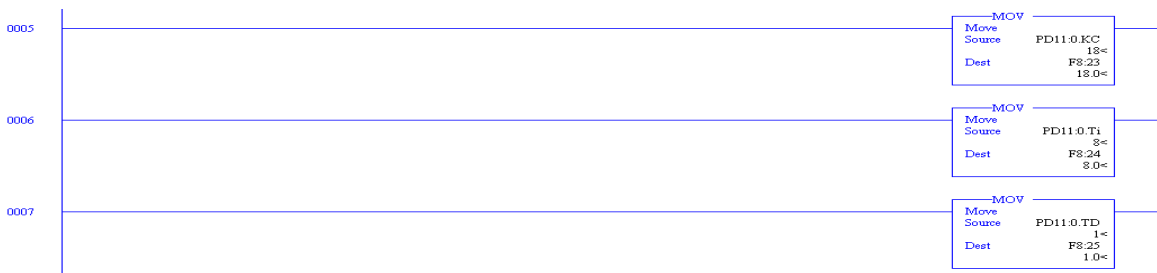 0005
MOV
Move
Source PD11:0.KC
18<
Dest F8:23
18.0<
0006
MOV
Move
Source PD11:0.Ti
8<
Dest F8:24
8.0<
0007
MOV
Move
Source PD11:0.TD
1<
Dest F8:25
1.0<